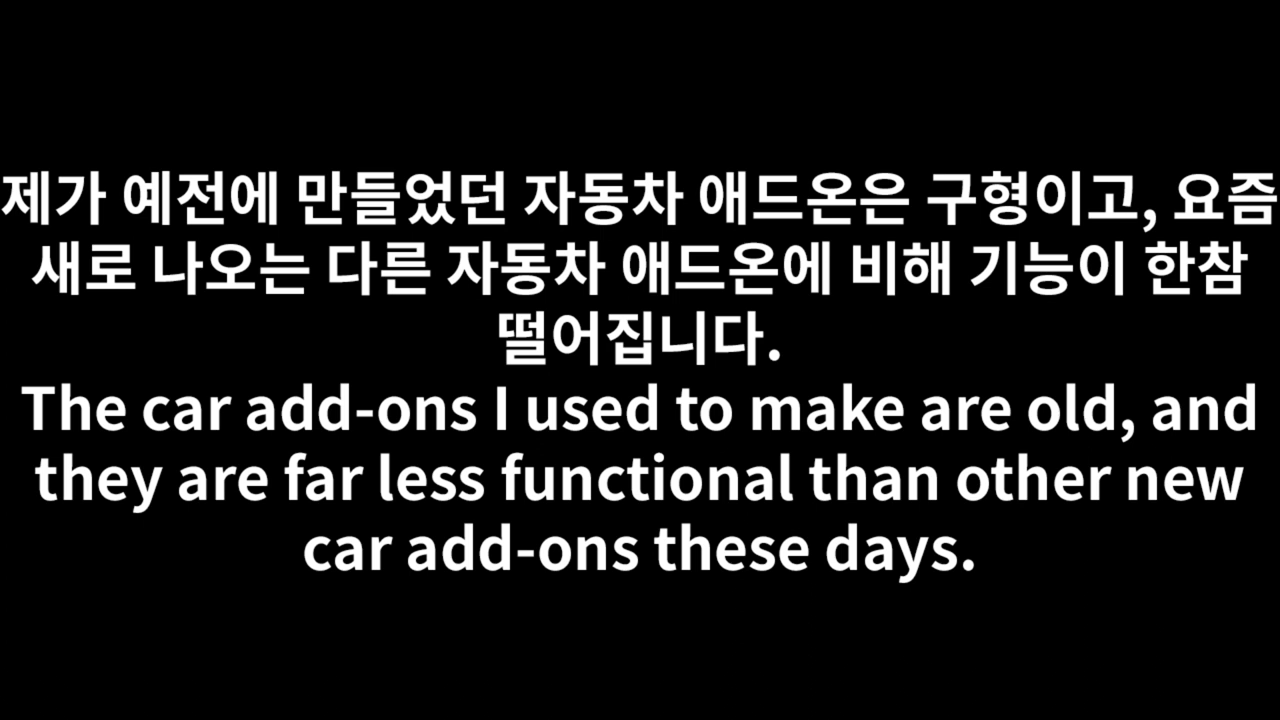 제가 예전에 만들었던 자동차 애드온은 구형이고, 요즘
새로 나오는 다른 자동차 애드온에 비해 기능이 한참
떨어집니다.
The car add-ons I used to make are old, and
they are far less functional than other new
car add-ons these days.